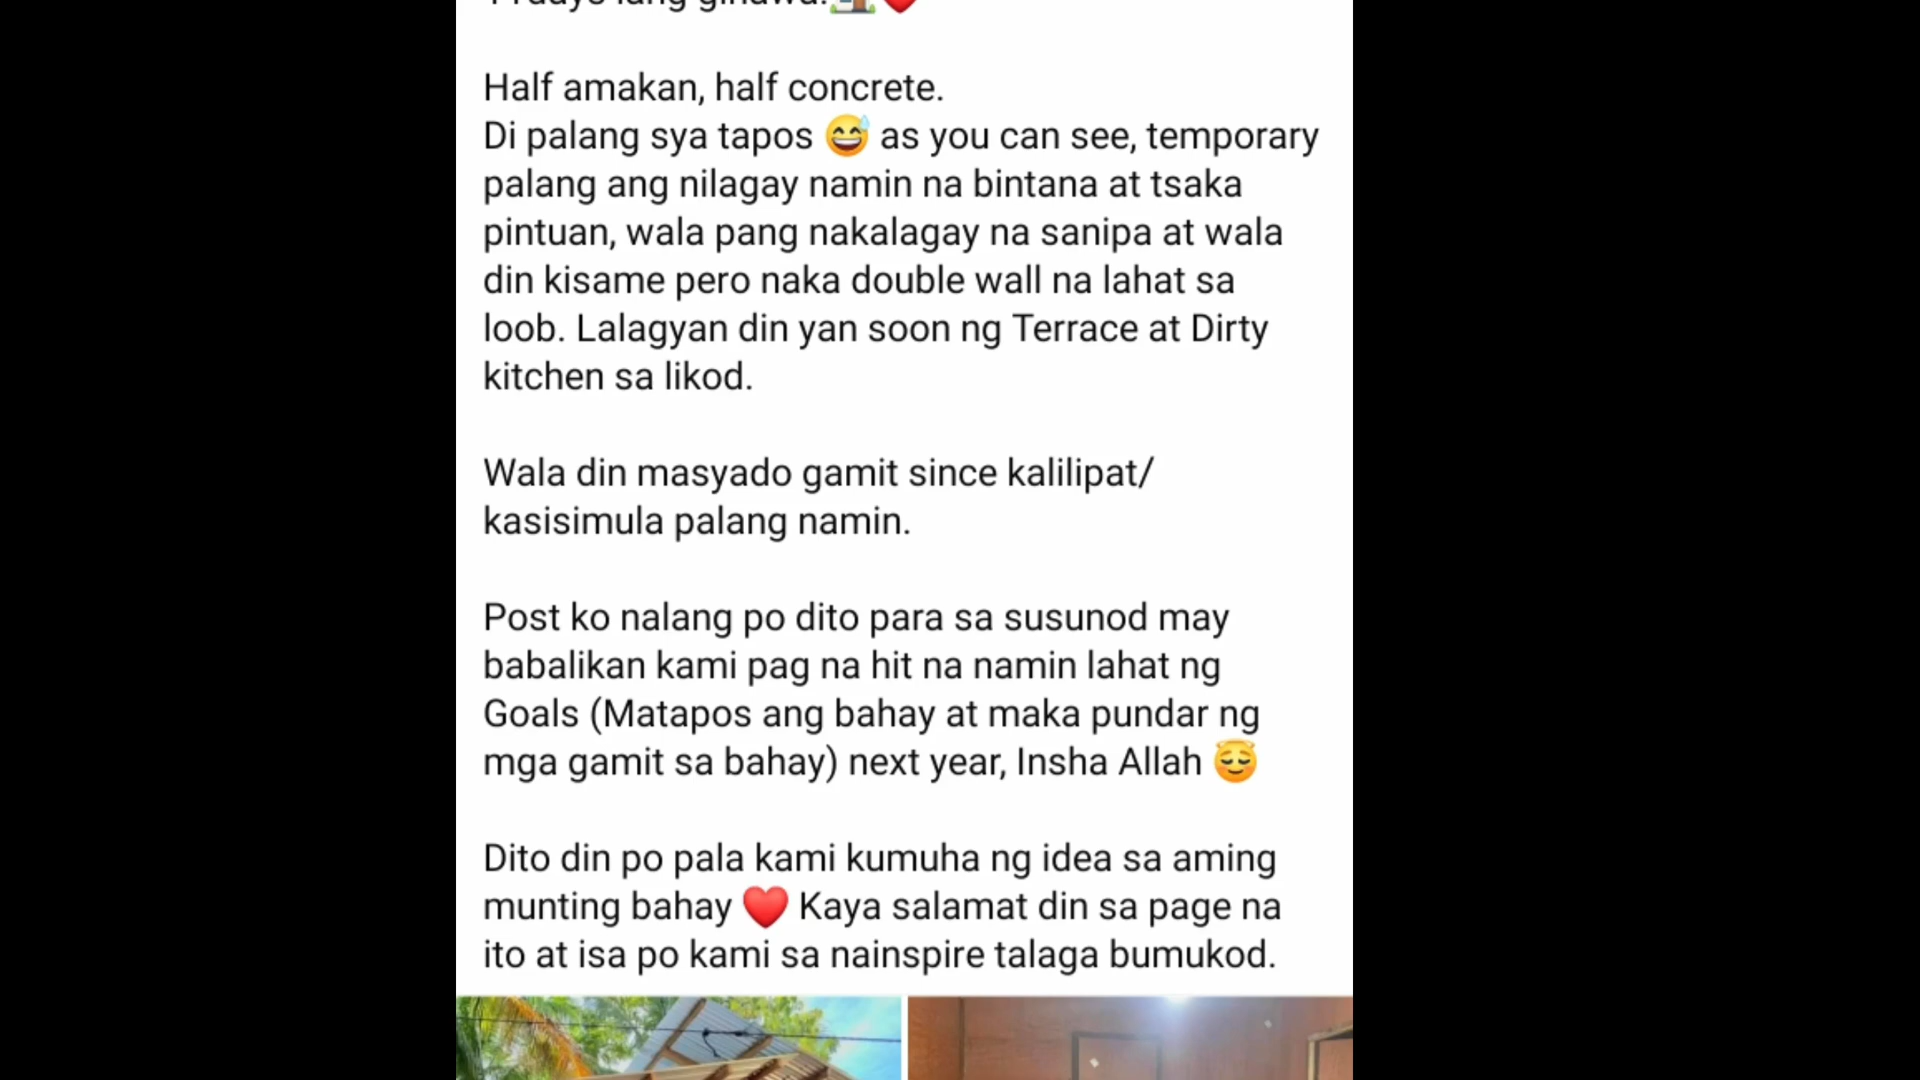 lang ginawa!🏡❤️
Half amakan, half concrete.
Di palang sya tapos 😅 as you can see, temporary
palang ang nilagay namin na bintana at tsaka
pintuan, wala pang nakalagay na sanipa at wala
din kisame pero naka double wall na lahat sa
loob. Lalagyan din yan soon ng Terrace at Dirty
kitchen sa likod.
Wala din masyado gamit since kalilipat/
kasisimula palang namin.
Post ko nalang po dito para sa susunod may
babalikan kami pag na hit na namin lahat ng
Goals (Matapos ang bahay at maka pundar ng
mga gamit sa bahay) next year, Insha Allah 😇
Dito din po pala kami kumuha ng idea sa aming
munting bahay ❤️ Kaya salamat din sa page na
ito at isa po kami sa nainspire talaga bumukod.